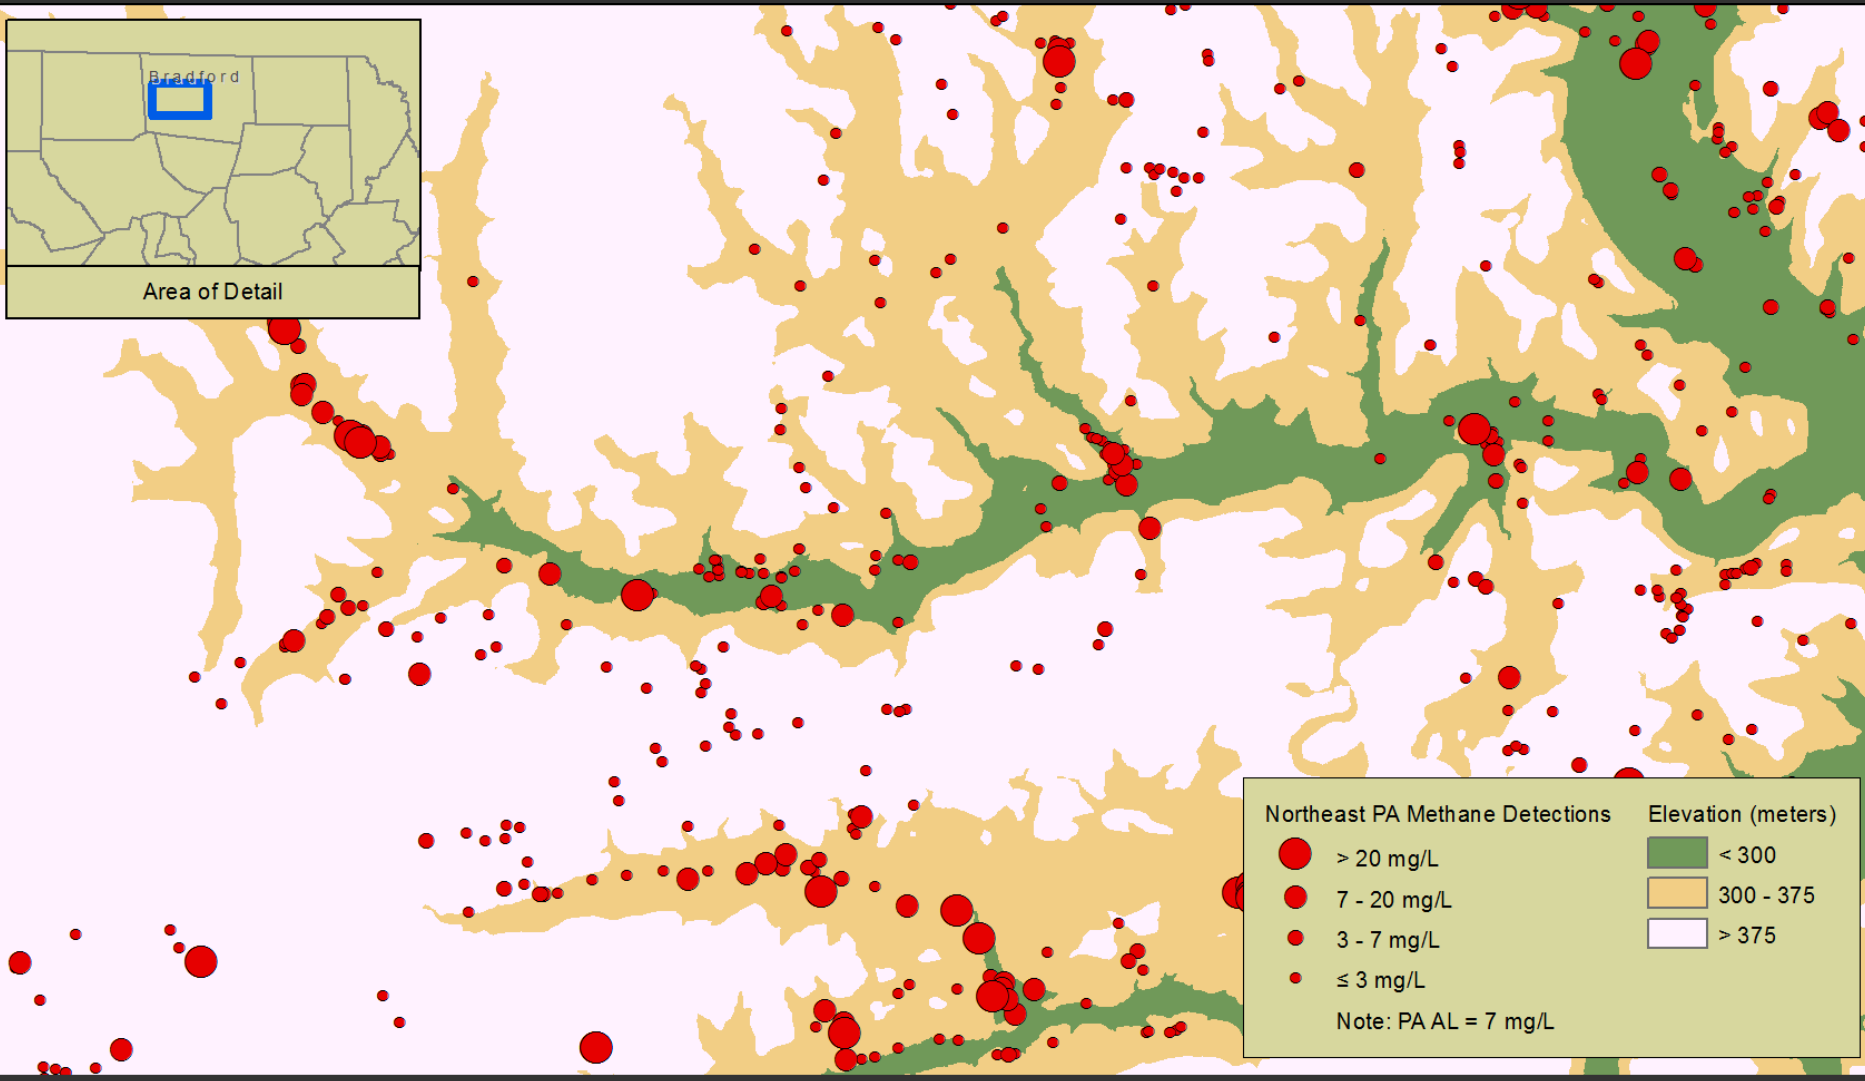 Bradford
Area of Detail
Northeast PA Methane Detections
> 20 mg/L
7 - 20 mg/L
3 - 7 mg/L
≤ 3 mg/L
Note: PA AL = 7 mg/L
Elevation (meters)
< 300
300 - 375
> 375